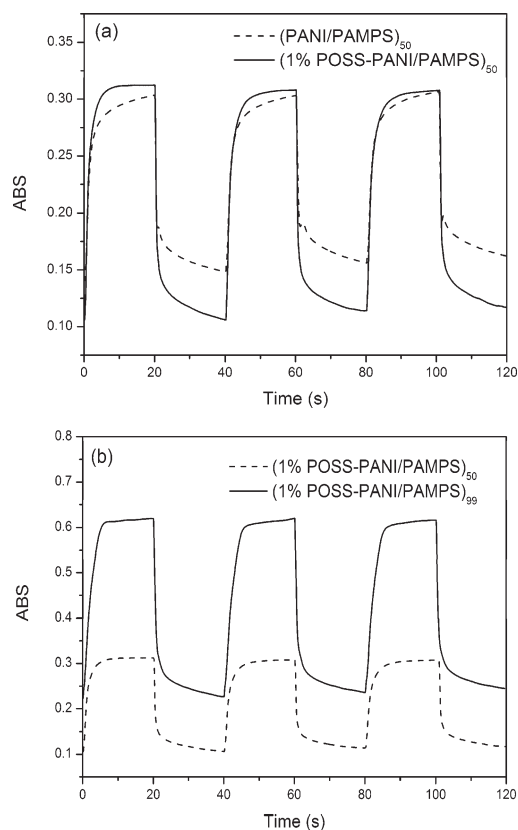 (a)
(PANI/PAMPS)50
(1% POSS-PANI/PAMPS)50
ABS
0.35
0.30
0.25
0.20
0.15
0.10
0 20 40 60 80 100 120
Time (s)
(b)
(1% POSS-PANI/PAMPS)50
(1% POSS-PANI/PAMPS)99
ABS
0.8
0.7
0.6
0.5
0.4
0.3
0.2
0.1
0 20 40 60 80 100 120
Time (s)